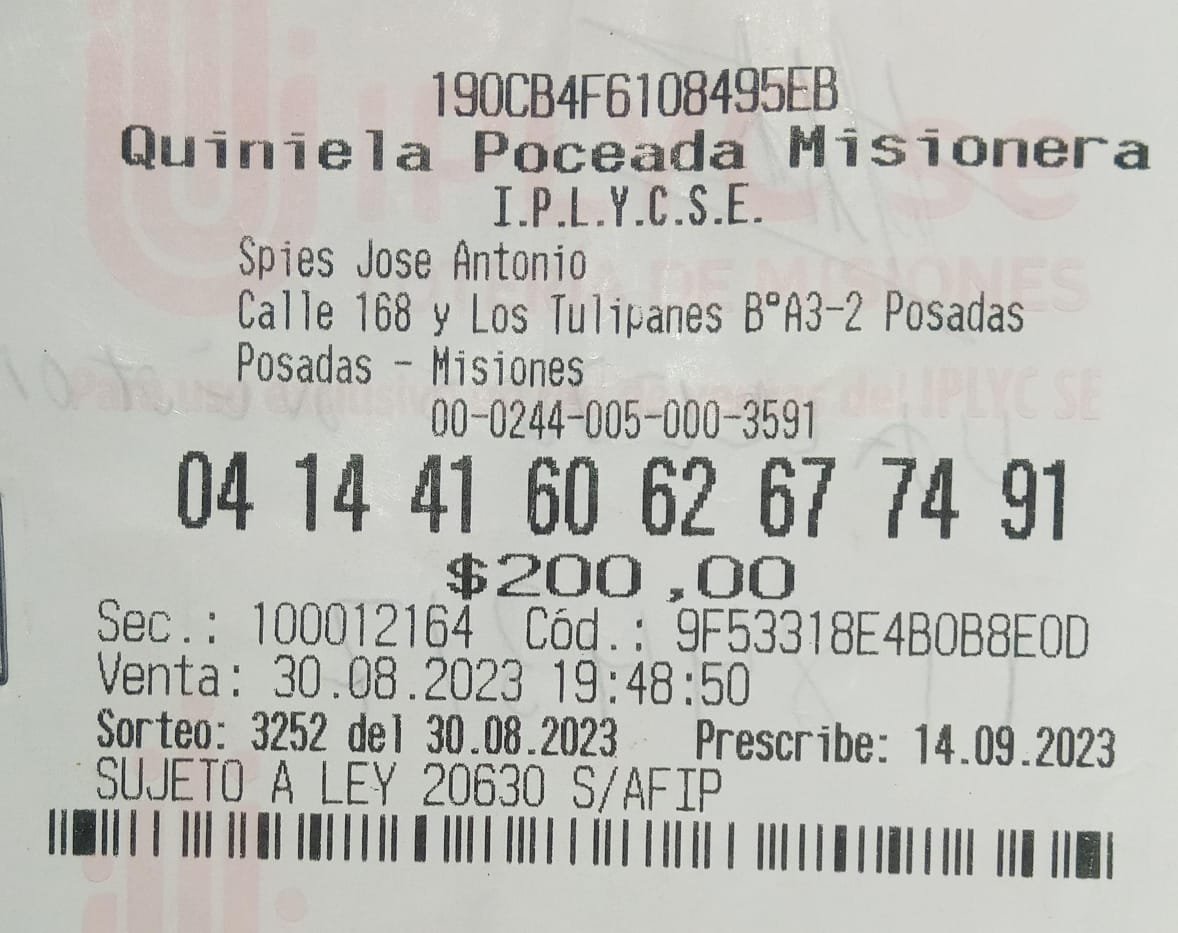 190CB4F6108495EB
Quiniela Poceada Misionera
I.P.L.Y.C.S.E.
Spies Jose Antonio
Calle 168 y Los Tulipanes B°A3-2 Posadas
Posadas - Misiones
00-0244-005-000-3591
04 14 41 60 62 67 74 91
$200,00
Sec.: 100012164 Cód.: 9F53318E4B0B8E0D
Venta: 30.08.2023 19:48:50
Sorteo: 3252 del 30.08.2023 Prescribe: 14.09.2023
SUJETO A LEY 20630 S/AFIP